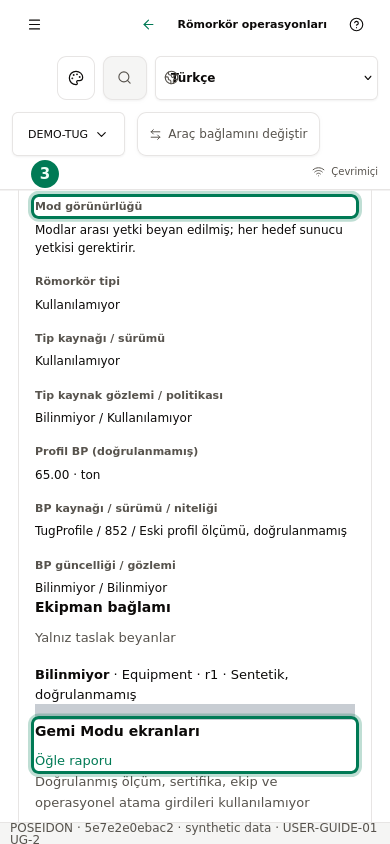 Römorkör operasyonları
Türkçe
DEMO-TUG
Araç bağlamını değiştir
3
Çevrimiçi
Mod görünürlüğü
Modlar arası yetki beyan edilmiş; her hedef sunucu
yetkisi gerektirir.
Römorkör tipi
Kullanılamıyor
Tip kaynağı / sürümü
Kullanılamıyor
Tip kaynak gözlemi / politikası
Bilinmiyor / Kullanılamıyor
Profil BP (doğrulanmamış)
65.00 · ton
BP kaynağı / sürümü / niteliği
TugProfile / 852 / Eski profil ölçümü, doğrulanmamış
BP güncelliği / gözlemi
Bilinmiyor / Bilinmiyor
Ekipman bağlamı
Yalnız taslak beyanlar
Bilinmiyor · Equipment · r1 · Sentetik,
doğrulanmamış
Gemi Modu ekranları
Öğle raporu
Doğrulanmış ölçüm, sertifika, ekip ve
operasyonel atama girdileri kullanılamıyor
POSEIDON · 5e7e2e0ebac2 · synthetic data · USER-GUIDE-01
UG-2